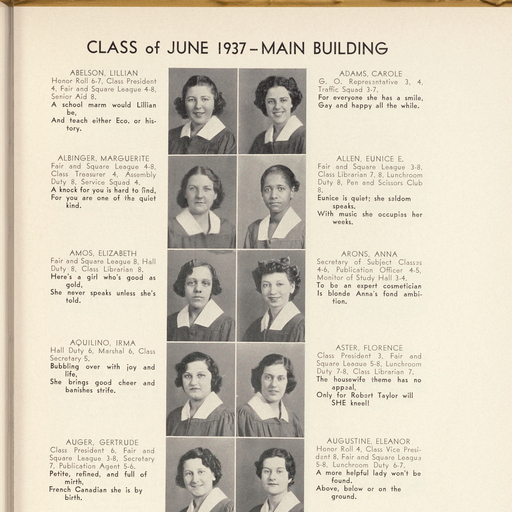 CLASS of JUNE 1937–MAIN BUILDING
ABELSON, LILLIAN
Honor Roll 6-7, Class President
4, Fair and Square League 4-8,
Senior Aid 8.
A school marm would Lillian
be,
And teach either Eco. or his-
tory.
ADAMS, CAROLE
G. O. Representative 3, 4,
Traffic Squad 3-7.
For everyone she has a smile,
Gay and happy all the while.
ALBINGER, MARGUERITE
Fair and Square League 4-8,
Class Treasurer 4, Assembly
Duty 8, Service Squad 4.
A knock for you is hard to find,
For you are one of the quiet
kind.
ALLEN, EUNICE E.
Fair and Square League 3-8,
Class Librarian 7, 8, Lunchroom
Duty 8, Pen and Scissors Club
8.
Eunice is quiet; she seldom
speaks.
With music she occupies her
weeks.
AMOS, ELIZABETH
Fair and Square League 8, Hall
Duty 8, Class Librarian 8.
Here's a girl who's good as
gold,
She never speaks unless she's
told.
ARONS, ANNA
Secretary of Subject Classes
4-6, Publication Officer 4-5,
Monitor of Study Hall 3-4.
To be an expert cosmetician
Is blonde Anna's fond ambi-
tion.
AQUILINO, IRMA
Hall Duty 6, Marshal 6, Class
Secretary 5.
Bubbling over with joy and
life,
She brings good cheer and
banishes strife.
ASTER, FLORENCE
Class President 3, Fair and
Square League 5-8, Lunchroom
Duty 7-8, Class Librarian 7.
The housewife theme has no
appeal,
Only for Robert Taylor will
SHE kneel!
AUGER, GERTRUDE
Class President 6, Fair and
Square League 3-8, Secretary
7, Publication Agent 5-6.
Petite, refined, and full of
mirth,
French Canadian she is by
birth.
AUGUSTINE, ELEANOR
Honor Roll 4, Class Vice Presi-
dent 8, Fair and Square League
5-8, Lunchroom Duty 6-7.
A more helpful lady won't be
found.
Above, below or on the
ground.